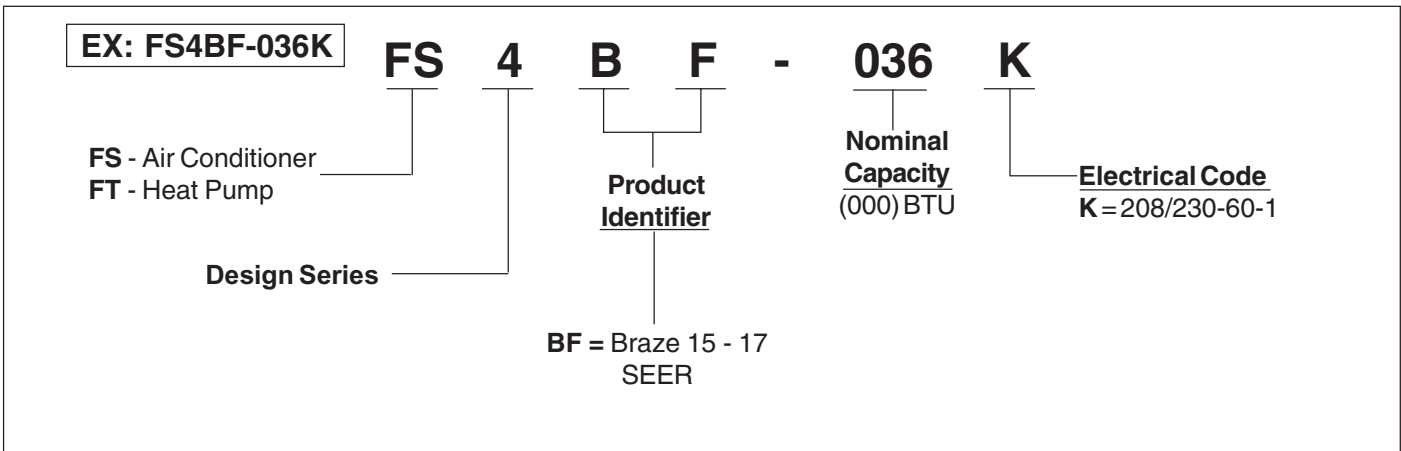 EX: FS4BF-036K
FS 4 B F - 036 K
FS - Air Conditioner
FT - Heat Pump
Design Series
Product
Identifier
BF = Braze 15 - 17
SEER
Nominal
Capacity
(000) BTU
Electrical Code
K = 208/230-60-1